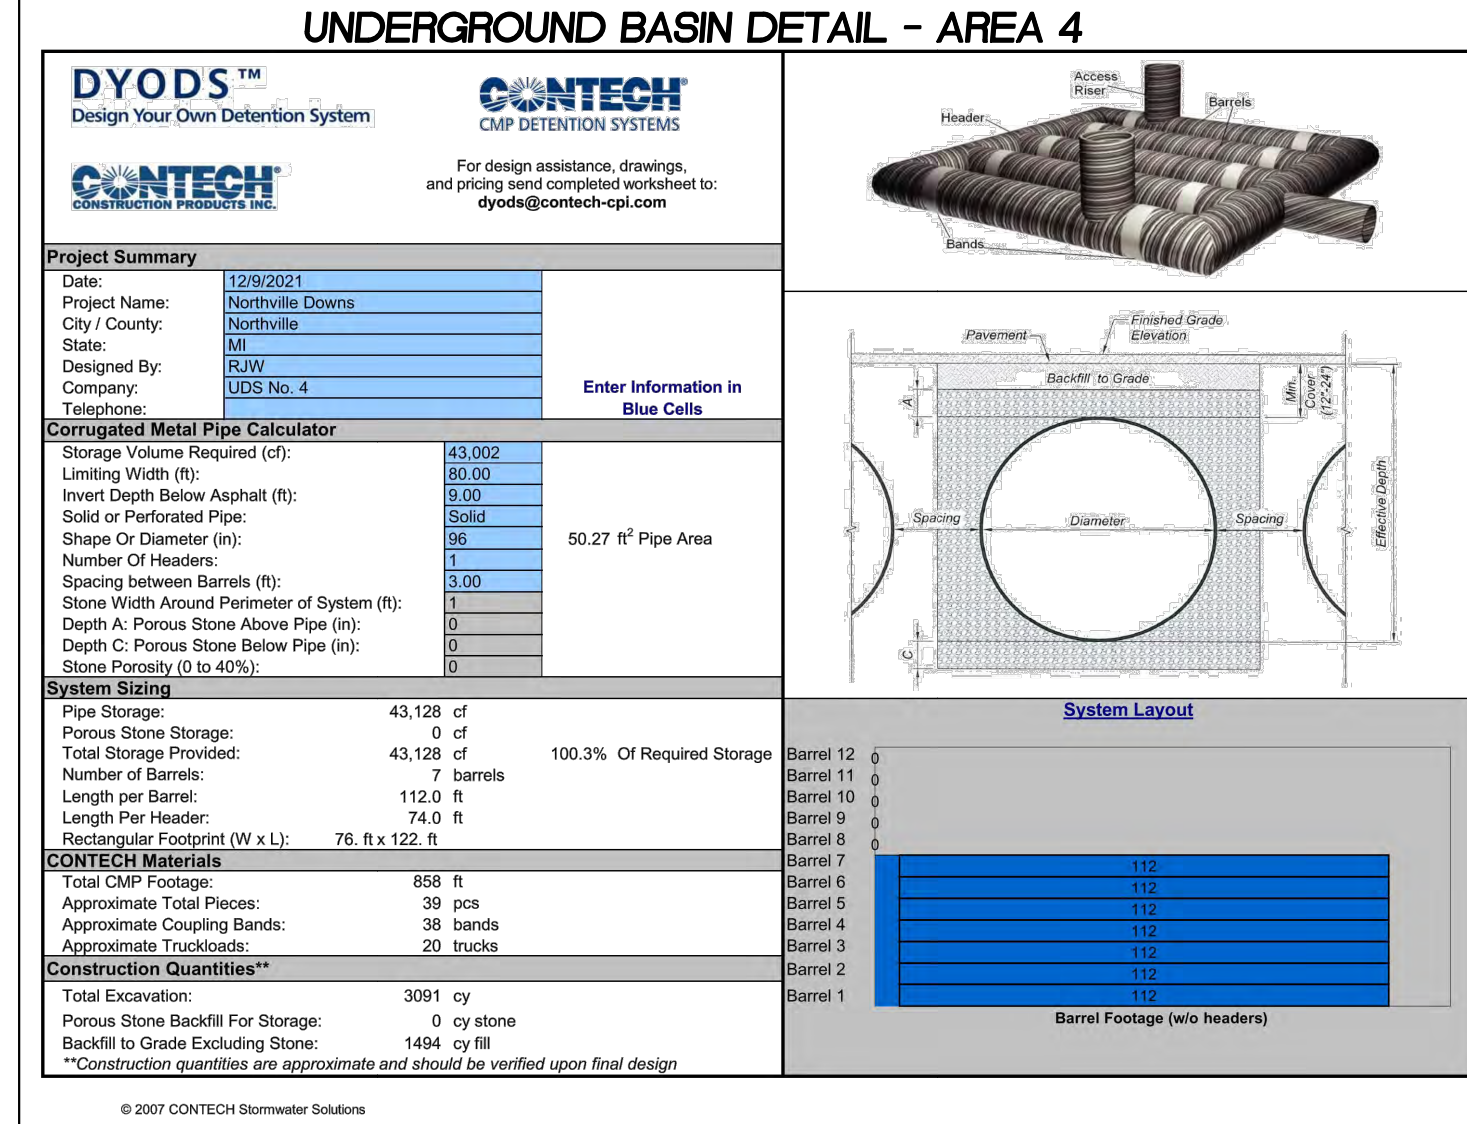 UNDERGROUND BASIN DETAIL - AREA 4
DYODS™
Design Your Own Detention System
CONTECH®
CMP DETENTION SYSTEMS
CONTECH®
CONSTRUCTION PRODUCTS INC.
For design assistance, drawings,
and pricing send completed worksheet to:
dyods@contech-cpi.com
Access
Riser
Barrels
Header
Bands
Project Summary
Date: 12/9/2021
Project Name: Northville Downs
City / County: Northville
State: MI
Designed By: RJW
Company: UDS No. 4
Telephone:
Enter Information in
Blue Cells
Corrugated Metal Pipe Calculator
Storage Volume Required (cf): 43,002
Limiting Width (ft): 80.00
Invert Depth Below Asphalt (ft): 9.00
Solid or Perforated Pipe: Solid
Shape Or Diameter (in): 96 50.27 ft² Pipe Area
Number Of Headers: 1
Spacing between Barrels (ft): 3.00
Stone Width Around Perimeter of System (ft): 1
Depth A: Porous Stone Above Pipe (in): 0
Depth C: Porous Stone Below Pipe (in): 0
Stone Porosity (0 to 40%): 0
Finished Grade
Elevation
Pavement
Backfill to Grade
A
Min.
Cover
(12"-24")
Spacing
Diameter
Spacing
Effective Depth
C
System Sizing
Pipe Storage: 43,128 cf
Porous Stone Storage: 0 cf
Total Storage Provided: 43,128 cf 100.3% Of Required Storage
Number of Barrels: 7 barrels
Length per Barrel: 112.0 ft
Length Per Header: 74.0 ft
Rectangular Footprint (W x L): 76. ft x 122. ft
CONTECH Materials
Total CMP Footage: 858 ft
Approximate Total Pieces: 39 pcs
Approximate Coupling Bands: 38 bands
Approximate Truckloads: 20 trucks
Construction Quantities**
Total Excavation: 3091 cy
Porous Stone Backfill For Storage: 0 cy stone
Backfill to Grade Excluding Stone: 1494 cy fill
**Construction quantities are approximate and should be verified upon final design
System Layout
Barrel 12 0
Barrel 11 0
Barrel 10 0
Barrel 9 0
Barrel 8 0
Barrel 7 112
Barrel 6 112
Barrel 5 112
Barrel 4 112
Barrel 3 112
Barrel 2 112
Barrel 1 112
Barrel Footage (w/o headers)
© 2007 CONTECH Stormwater Solutions